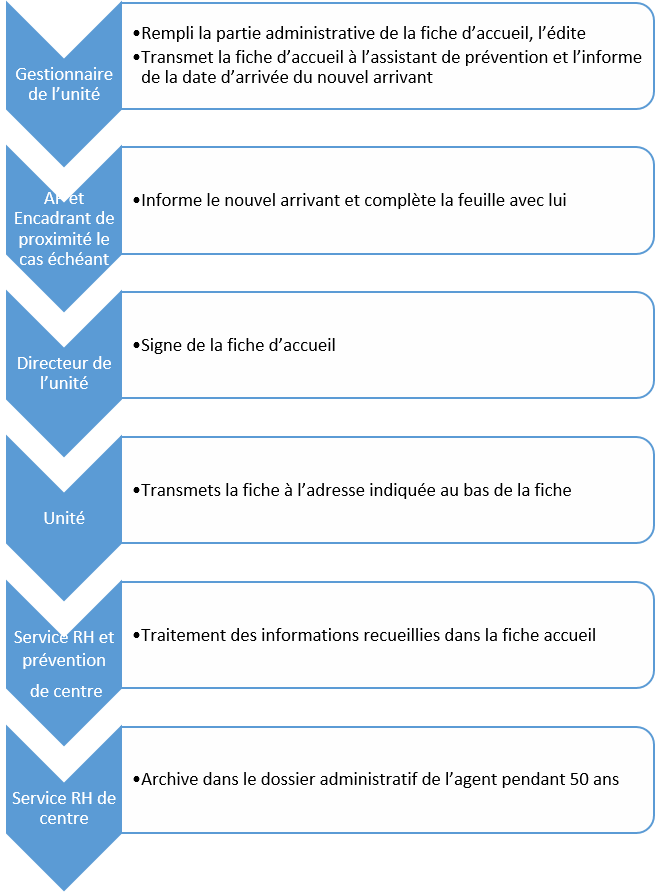 Gestionnaire
de l’unité
•Rempli la partie administrative de la fiche d’accueil, l’édite
•Transmet la fiche d’accueil à l’assistant de prévention et l’informe
de la date d’arrivée du nouvel arrivant
AP et
Encadrant de
proximité le
cas échéant
•Informe le nouvel arrivant et complète la feuille avec lui
Directeur de
l’unité
•Signe de la fiche d’accueil
Unité
•Transmets la fiche à l’adresse indiquée au bas de la fiche
Service RH et
prévention
de centre
•Traitement des informations recueillies dans la fiche accueil
Service RH de
centre
•Archive dans le dossier administratif de l’agent pendant 50 ans